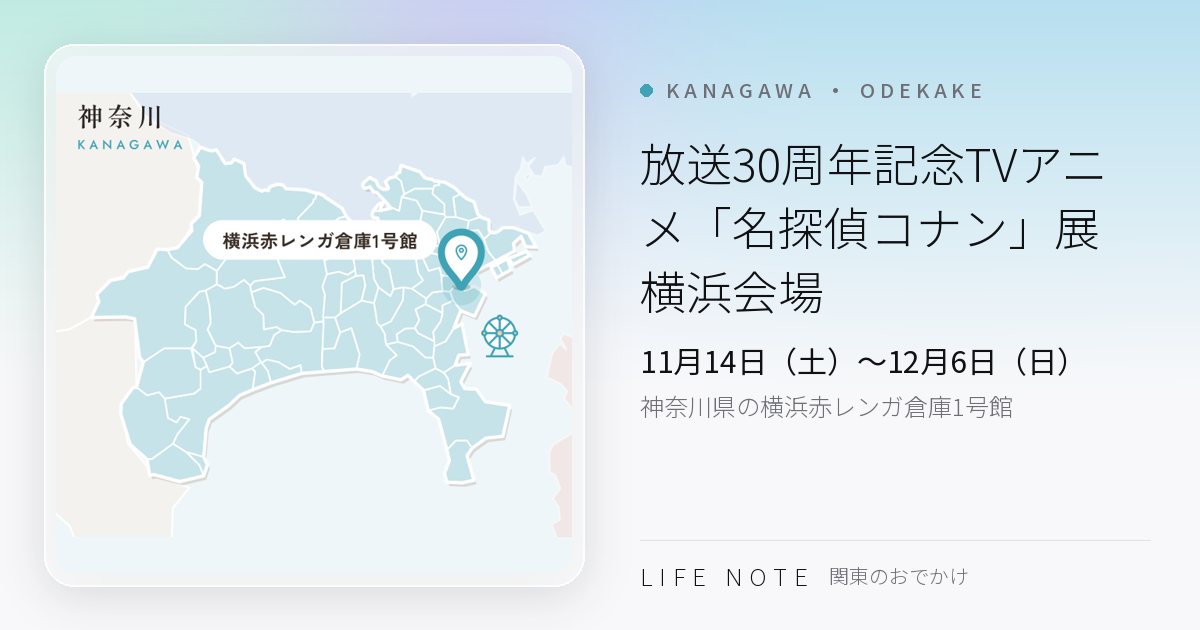 神奈川
KANAGAWA
横浜赤レンガ倉庫1号館
KANAGAWA • ODEKAKE
放送30周年記念TVアニ
メ「名探偵コナン」展
横浜会場
11月14日（土）〜12月6日（日）
神奈川県の横浜赤レンガ倉庫1号館
LIFE NOTE 関東のおでかけ